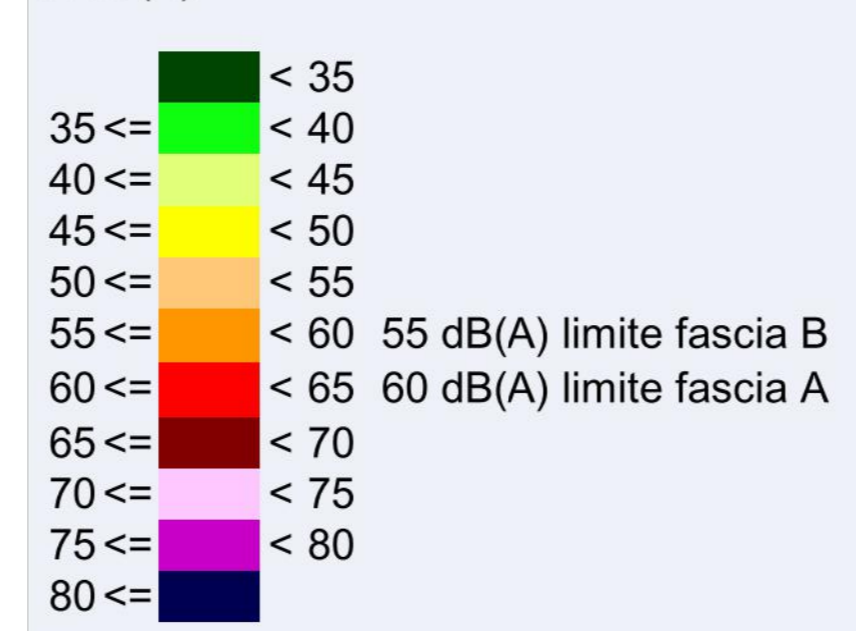 < 35
35 <= < 40
40 <= < 45
45 <= < 50
50 <= < 55
55 <= < 60 55 dB(A) limite fascia B
60 <= < 65 60 dB(A) limite fascia A
65 <= < 70
70 <= < 75
75 <= < 80
80 <=